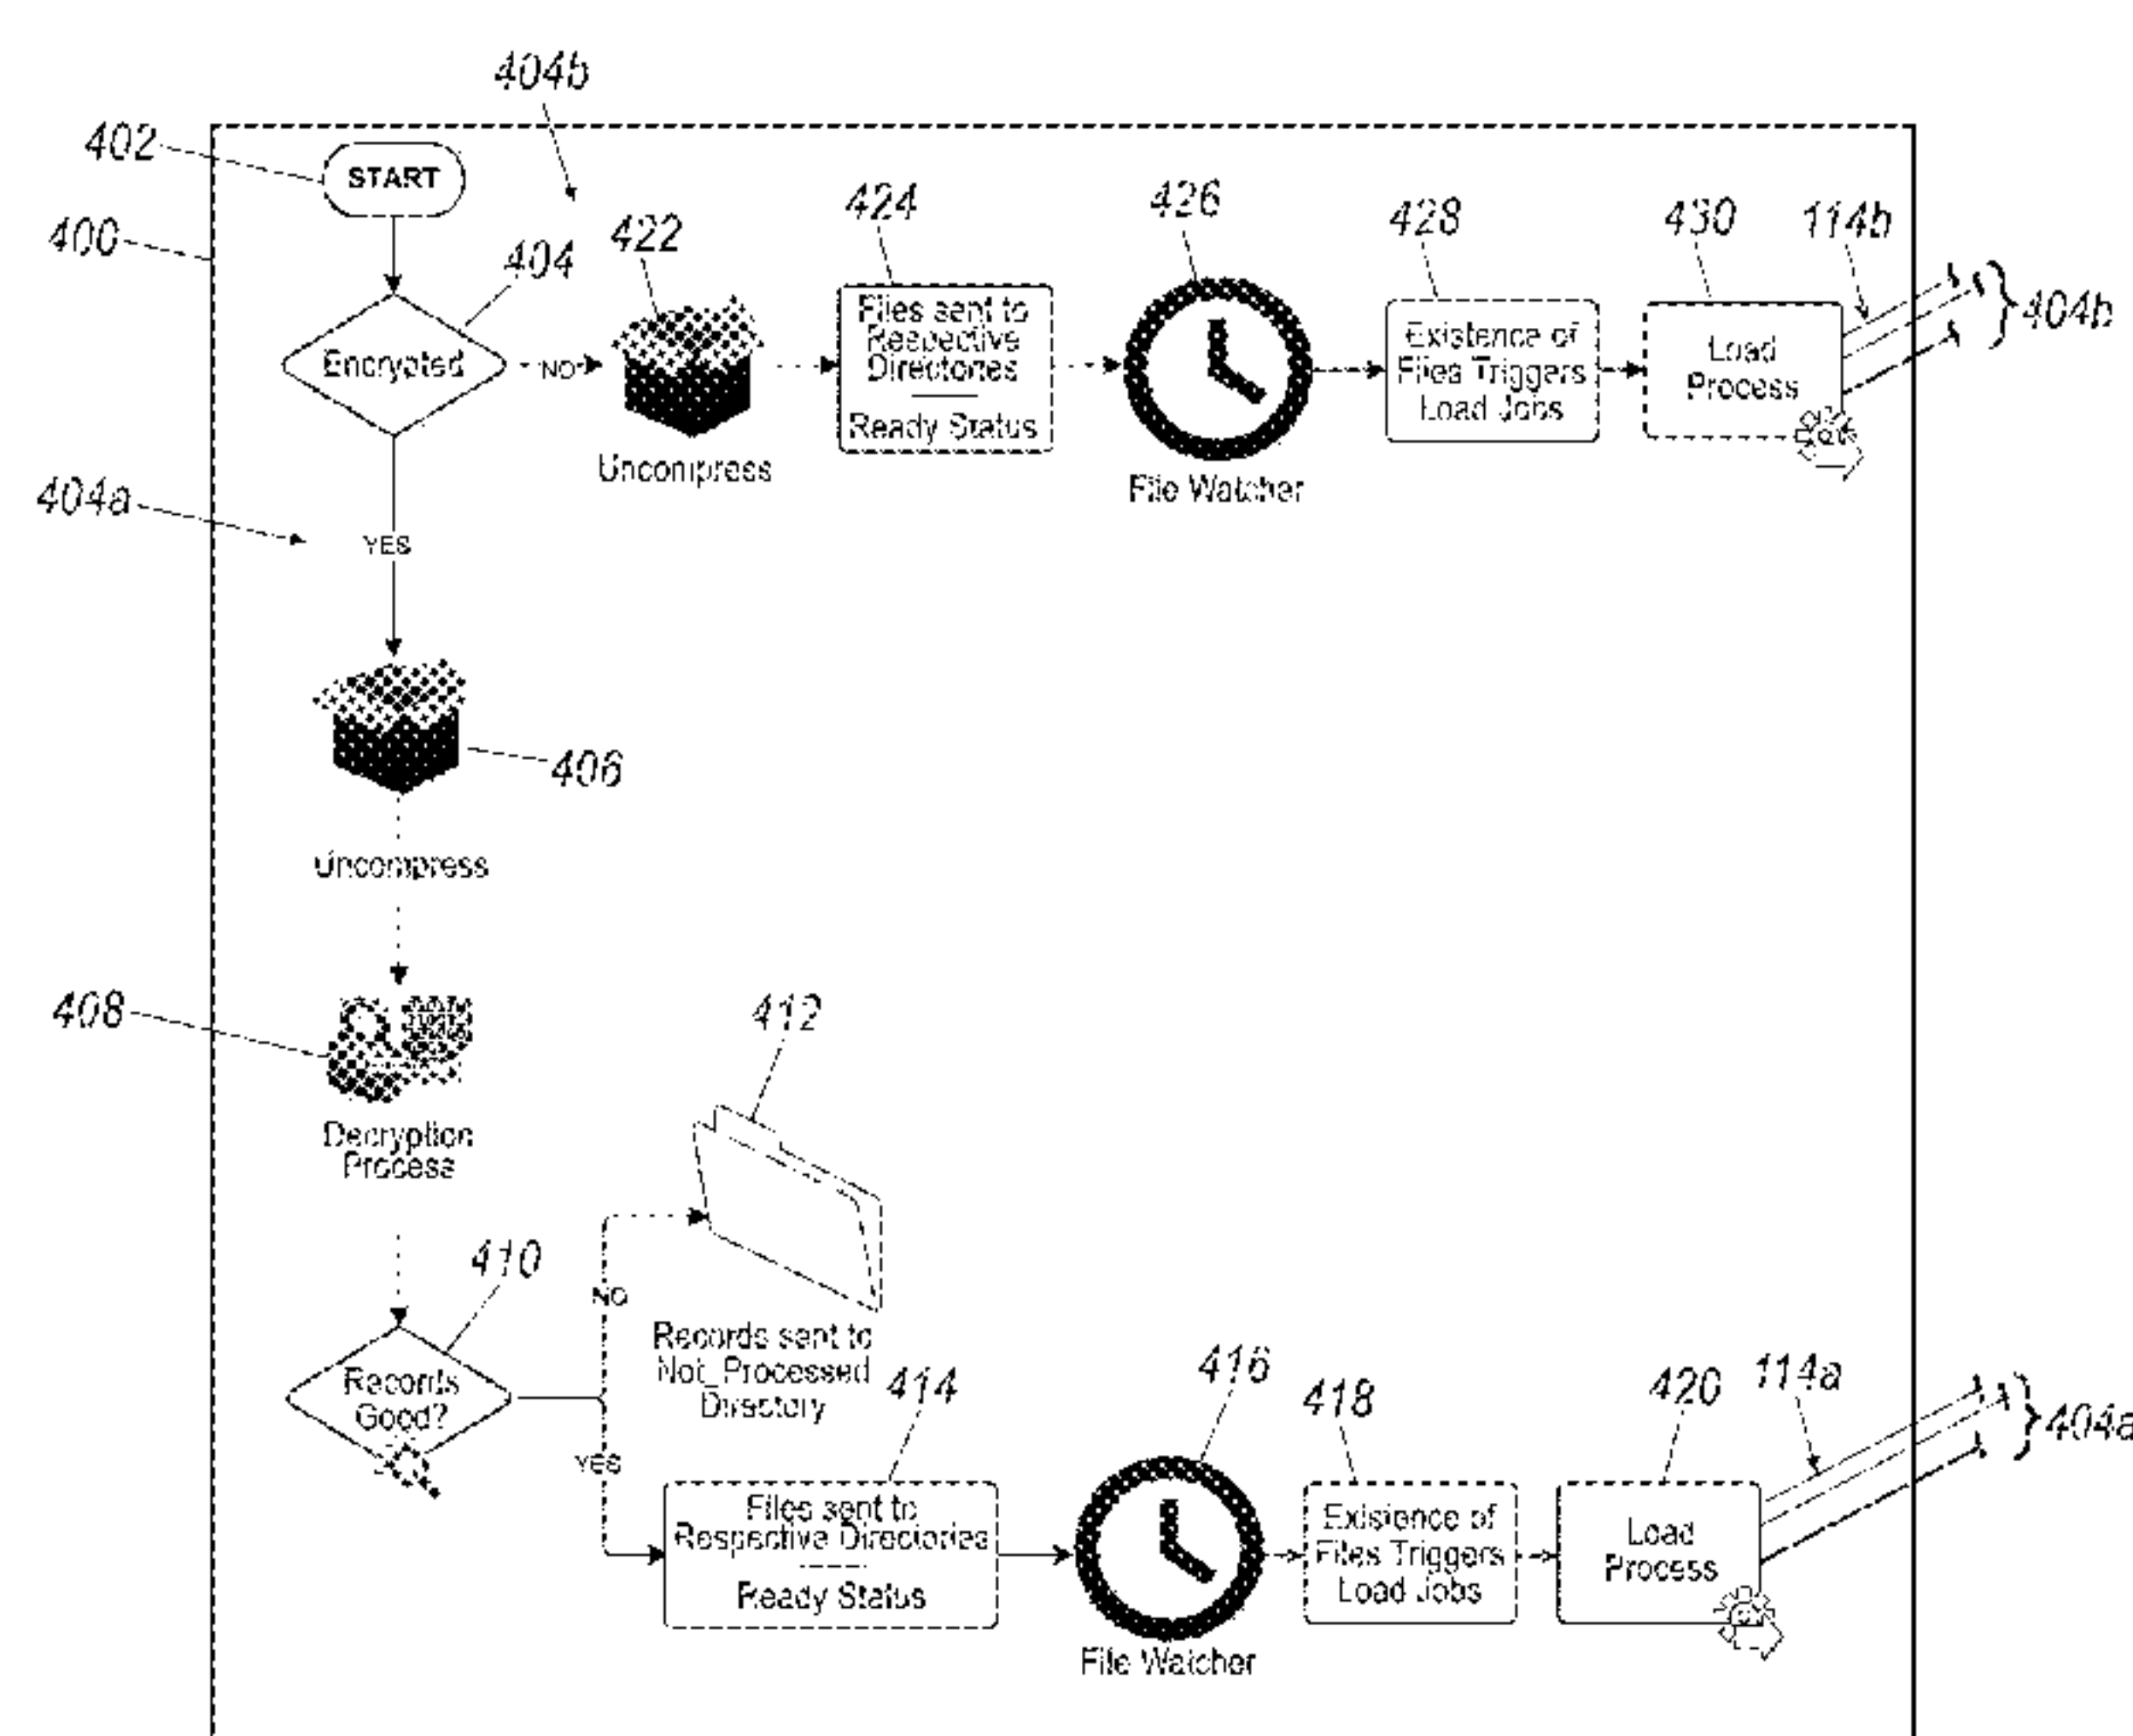 404b
402
START
400
404
422
424
426
428
430
114b
404b
Encrypted
NO
Uncompress
Files sent to
Respective
Directories
Ready Status
File Watcher
Existence of
Files Triggers
Load Jobs
Load
Process
404a
YES
406
Uncompress
408
Decryption
Process
412
410
Records
Good?
NO
Records sent to
Not_Processed
Directory
YES
414
416
418
420
114a
404a
Files sent to
Respective Directories
Ready Status
File Watcher
Existence of
Files Triggers
Load Jobs
Load
Process